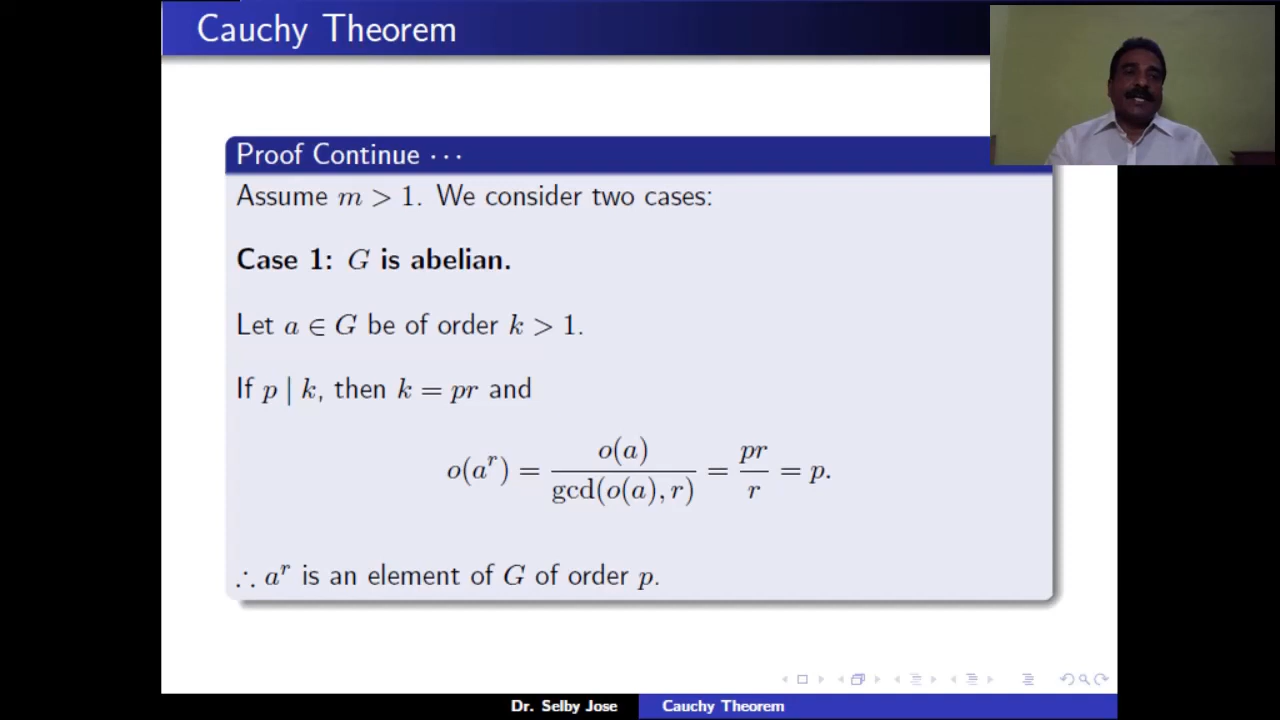 Cauchy Theorem
Proof Continue ···
Assume m > 1. We consider two cases:
Case 1: G is abelian.
Let a ∈ G be of order k > 1.
If p | k, then k = pr and
o(a^r) = o(a) / gcd(o(a), r) = pr / r = p.
∴ a^r is an element of G of order p.
Dr. Selby Jose Cauchy Theorem